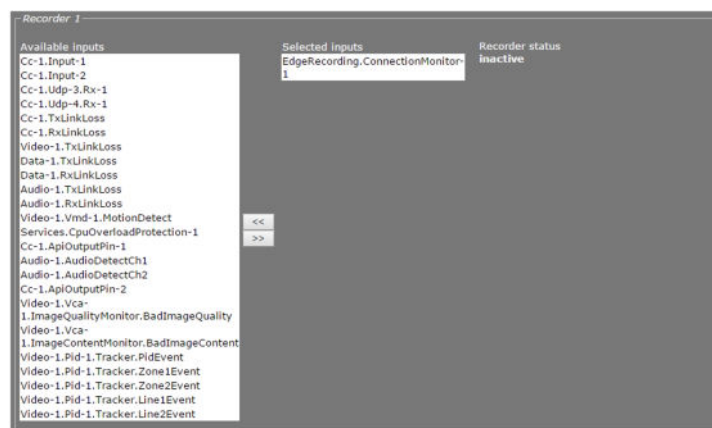 Recorder 1
Available inputs
Cc-1.Input-1
Cc-1.Input-2
Cc-1.Udp-3.Rx-1
Cc-1.Udp-4.Rx-1
Cc-1.TxLinkLoss
Cc-1.RxLinkLoss
Video-1.TxLinkLoss
Data-1.TxLinkLoss
Data-1.RxLinkLoss
Audio-1.TxLinkLoss
Audio-1.RxLinkLoss
Video-1.Vmd-1.MotionDetect
Services.CpuOverloadProtection-1
Cc-1.ApiOutputPin-1
Audio-1.AudioDetectCh1
Audio-1.AudioDetectCh2
Cc-1.ApiOutputPin-2
Video-1.Vca-
1.ImageQualityMonitor.BadImageQuality
Video-1.Vca-
1.ImageContentMonitor.BadImageContent
Video-1.Pid-1.Tracker.PidEvent
Video-1.Pid-1.Tracker.Zone1Event
Video-1.Pid-1.Tracker.Zone2Event
Video-1.Pid-1.Tracker.Line1Event
Video-1.Pid-1.Tracker.Line2Event
<<
>>
Selected inputs
EdgeRecording.ConnectionMonitor-
1
Recorder status
inactive